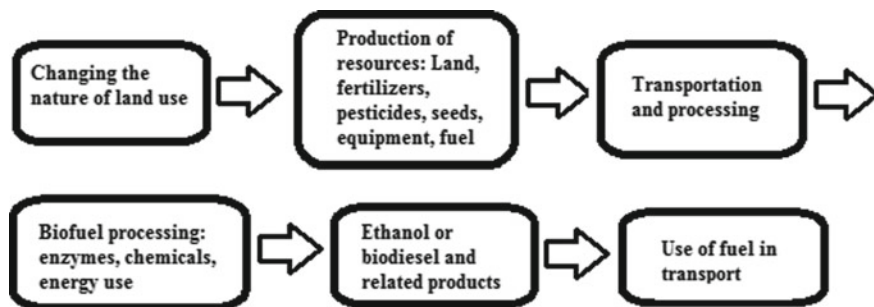 Changing the
nature of land use
Production of
resources: Land,
fertilizers,
pesticides, seeds,
equipment, fuel
Transportation
and processing
Biofuel processing:
enzymes, chemicals,
energy use
Ethanol or
biodiesel and
related products
Use of fuel in
transport